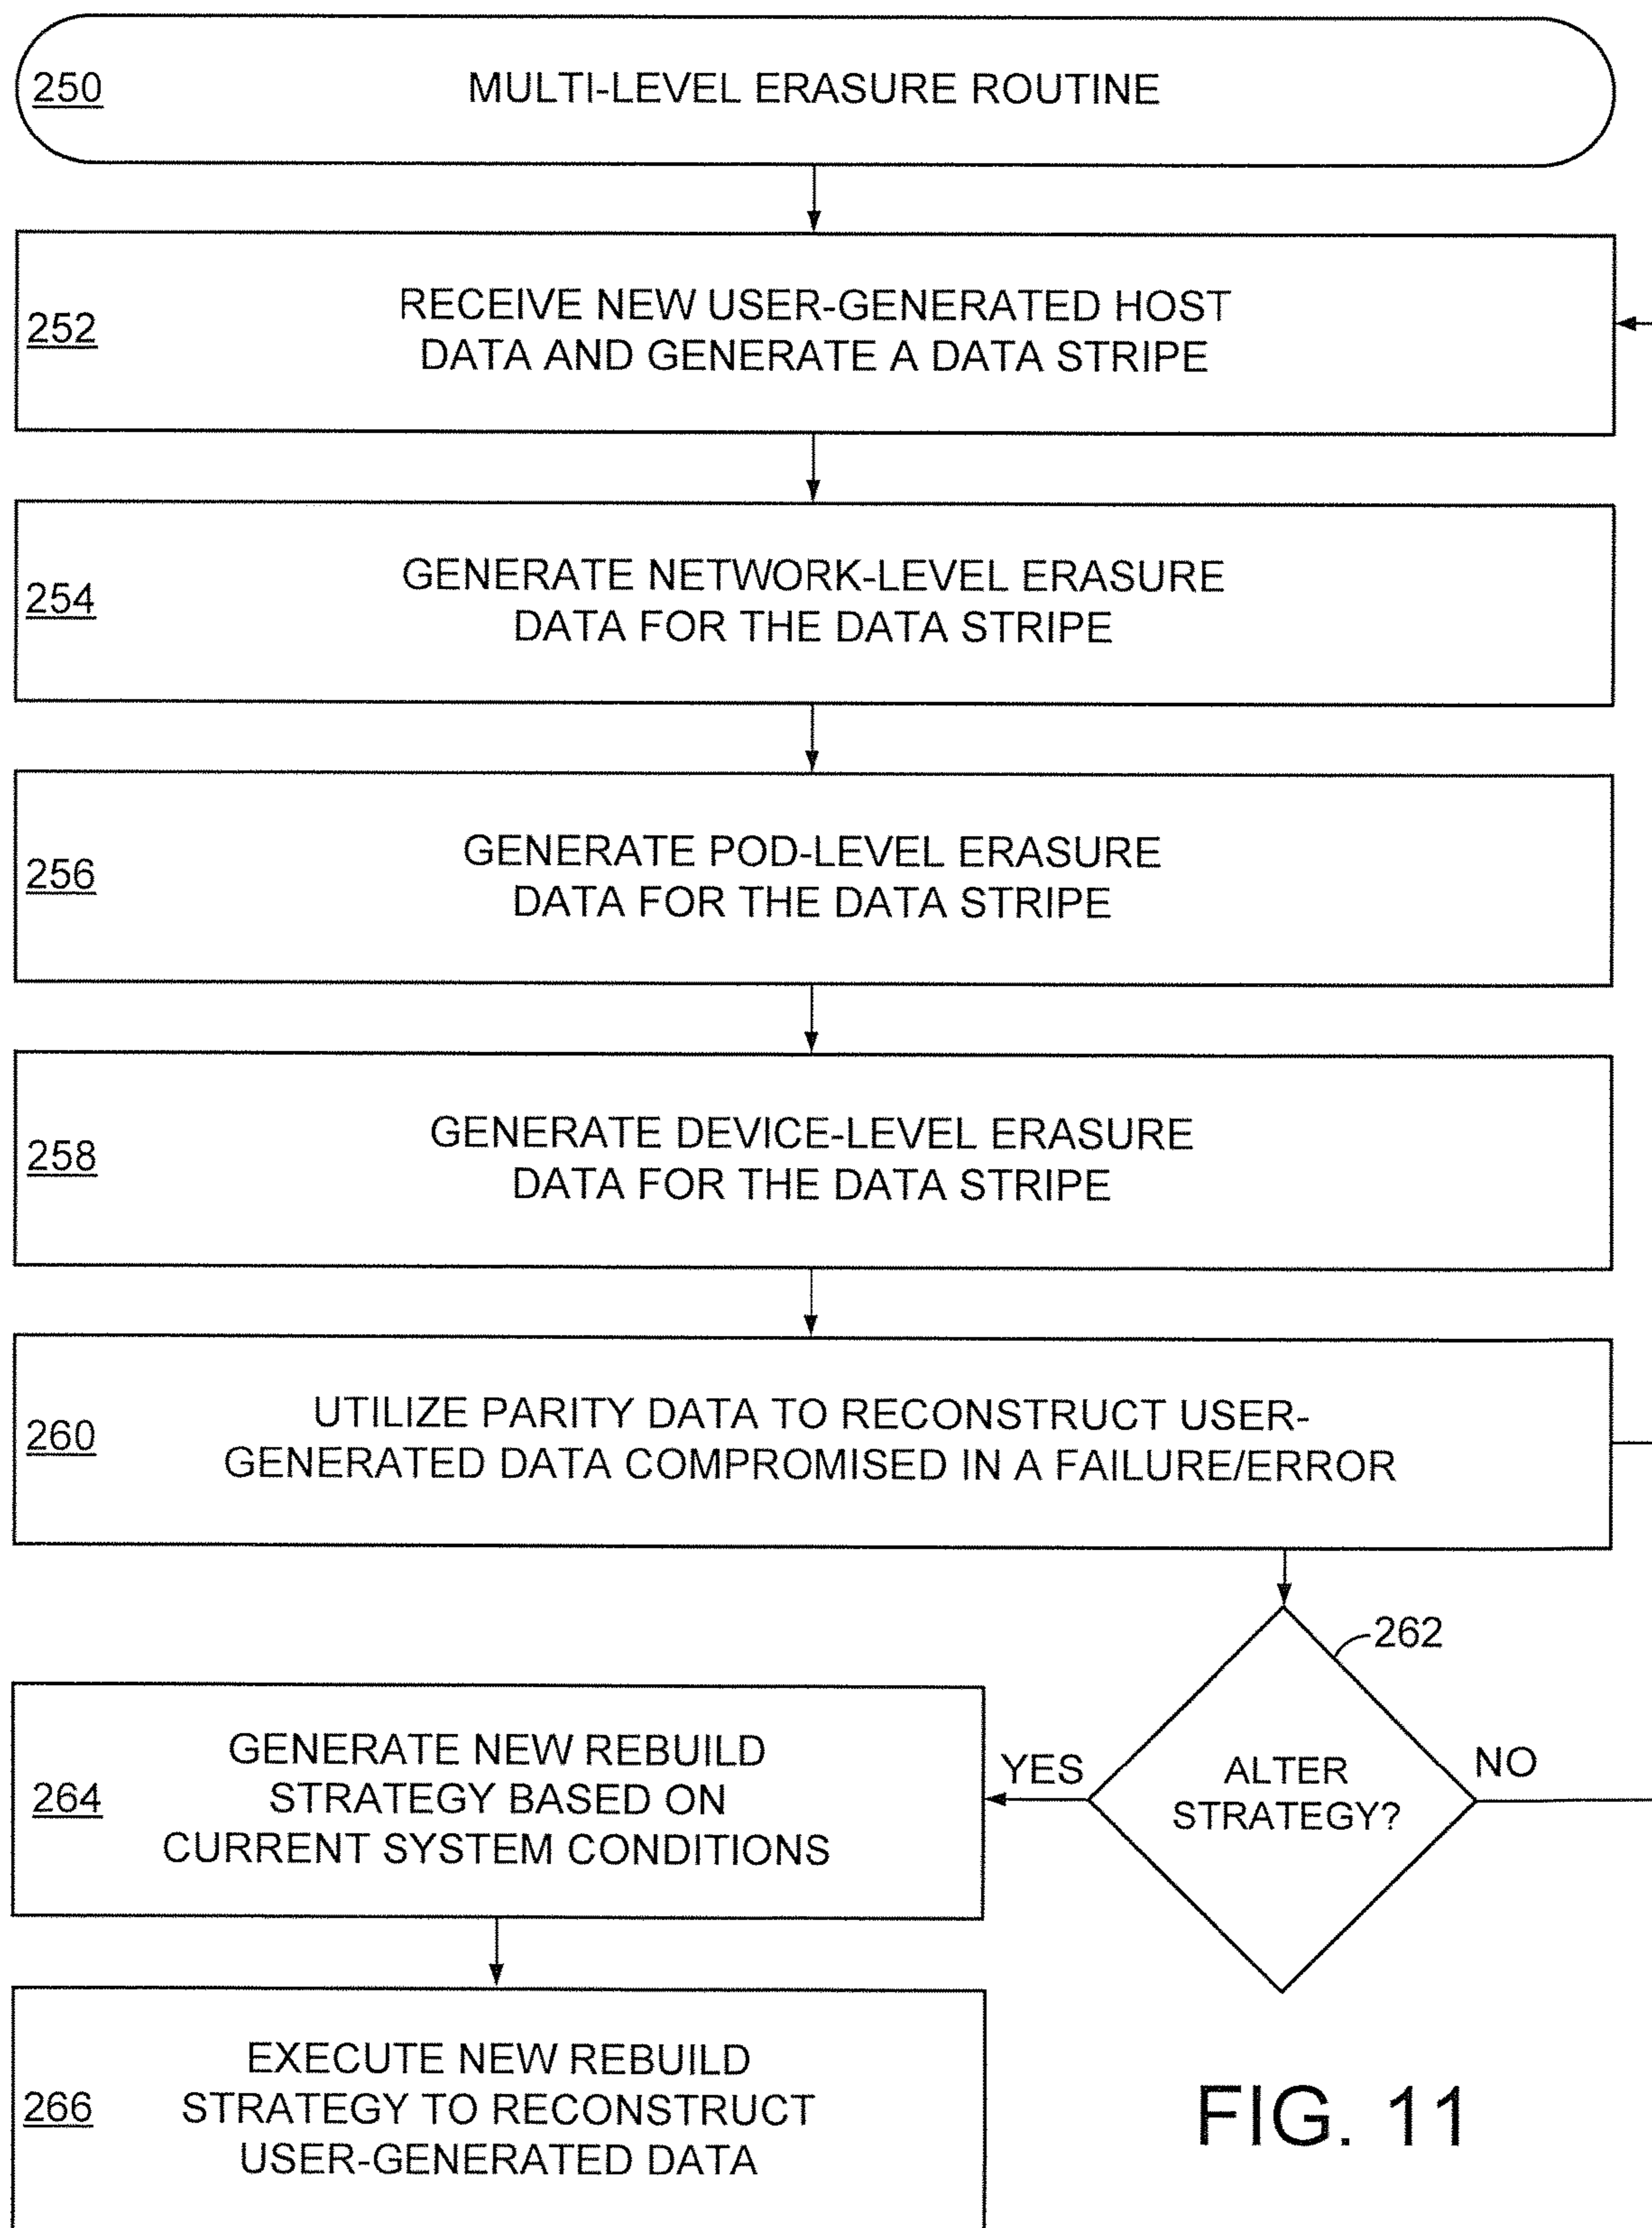 250
MULTI-LEVEL ERASURE ROUTINE
252
RECEIVE NEW USER-GENERATED HOST
DATA AND GENERATE A DATA STRIPE
254
GENERATE NETWORK-LEVEL ERASURE
DATA FOR THE DATA STRIPE
256
GENERATE POD-LEVEL ERASURE
DATA FOR THE DATA STRIPE
258
GENERATE DEVICE-LEVEL ERASURE
DATA FOR THE DATA STRIPE
260
UTILIZE PARITY DATA TO RECONSTRUCT USER-
GENERATED DATA COMPROMISED IN A FAILURE/ERROR
262
ALTER
STRATEGY?
YES
NO
264
GENERATE NEW REBUILD
STRATEGY BASED ON
CURRENT SYSTEM CONDITIONS
266
EXECUTE NEW REBUILD
STRATEGY TO RECONSTRUCT
USER-GENERATED DATA
FIG. 11